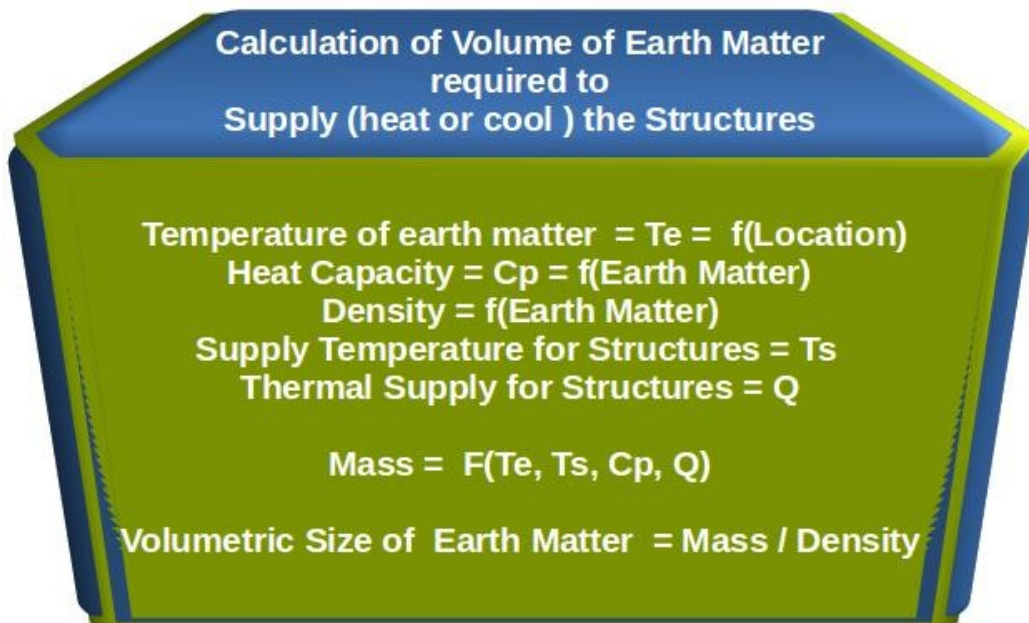 Calculation of Volume of Earth Matter
required to
Supply (heat or cool ) the Structures
Temperature of earth matter = Te = f(Location)
Heat Capacity = Cp = f(Earth Matter)
Density = f(Earth Matter)
Supply Temperature for Structures = Ts
Thermal Supply for Structures = Q
Mass = F(Te, Ts, Cp, Q)
Volumetric Size of Earth Matter = Mass / Density